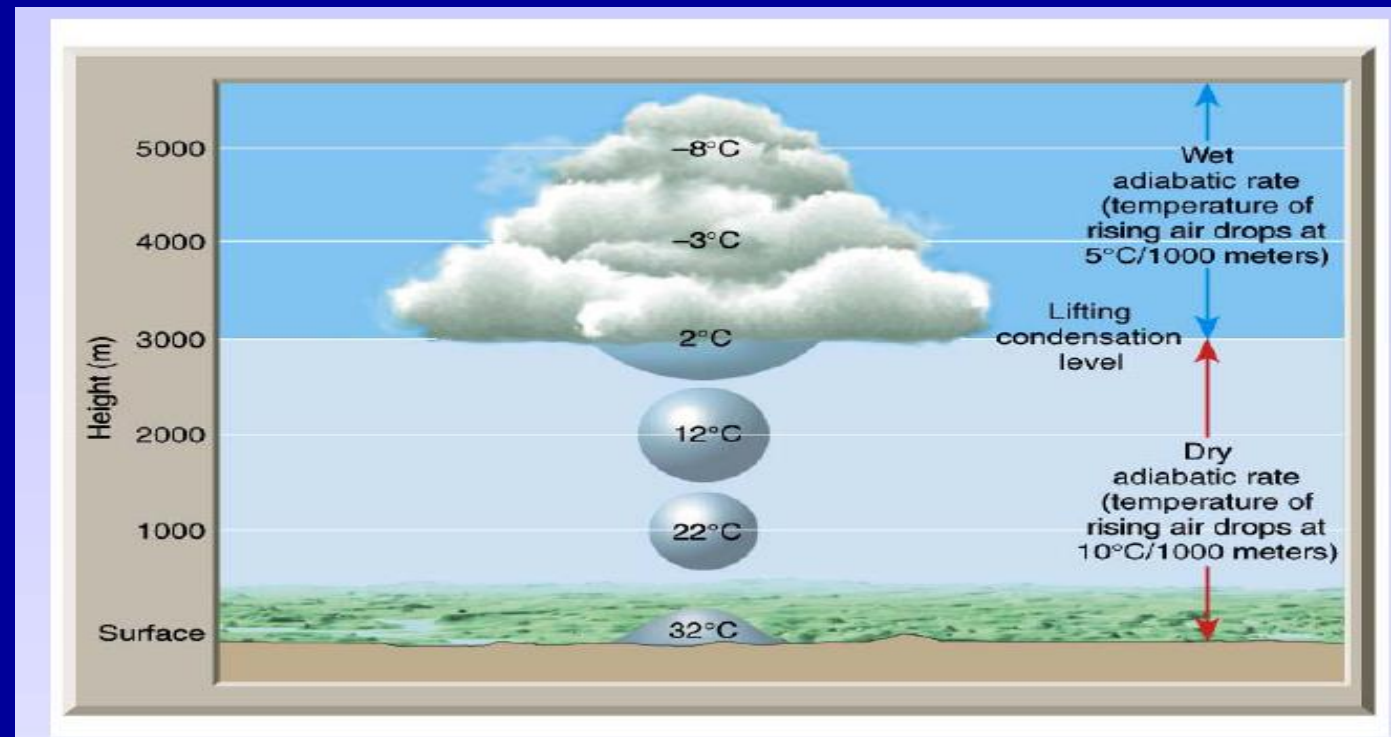 5000
4000
3000
2000
1000
Surface
Height (m)
–8°C
–3°C
2°C
12°C
22°C
32°C
Wet
adiabatic rate
(temperature of
rising air drops at
5°C/1000 meters)
Lifting
condensation
level
Dry
adiabatic rate
(temperature of
rising air drops at
10°C/1000 meters)